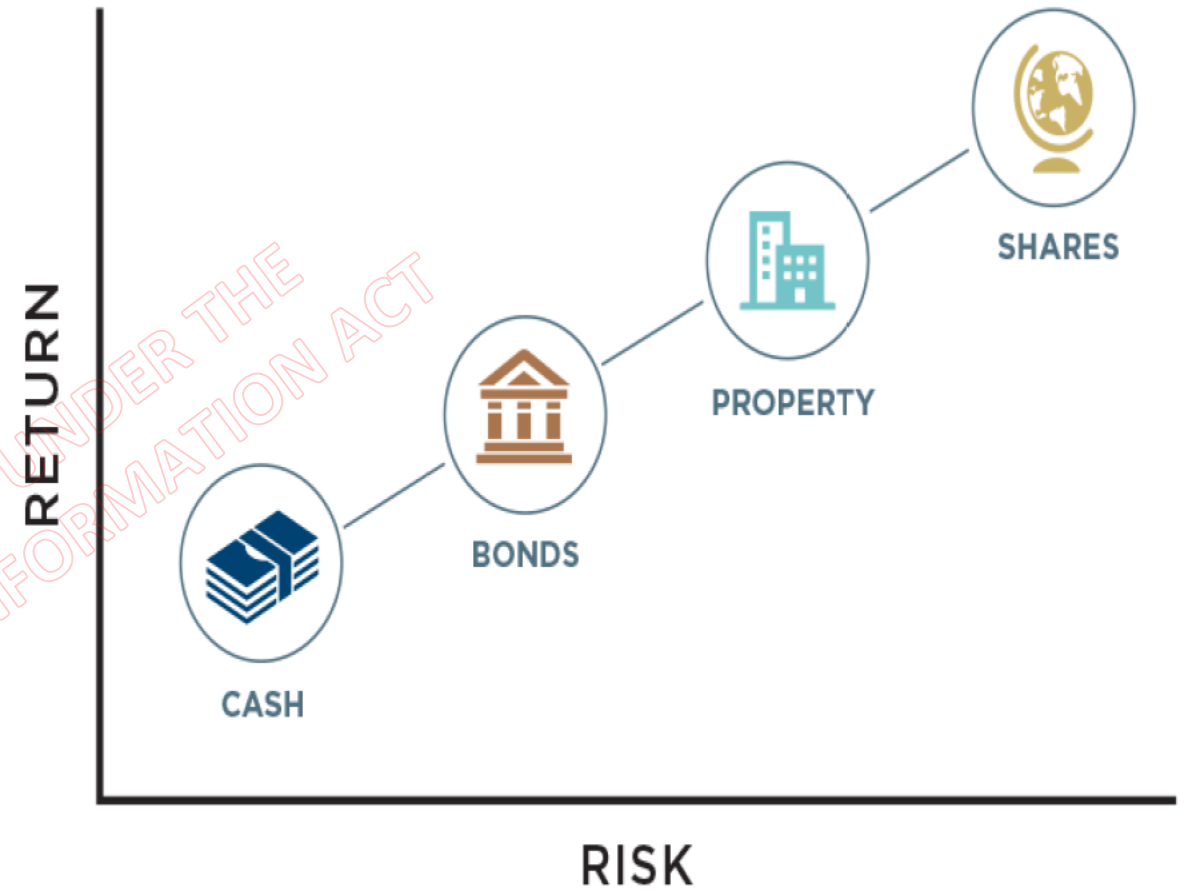 SHARES
PROPERTY
BONDS
CASH
RETURN
RISK
UNDER THE
INFORMATION ACT